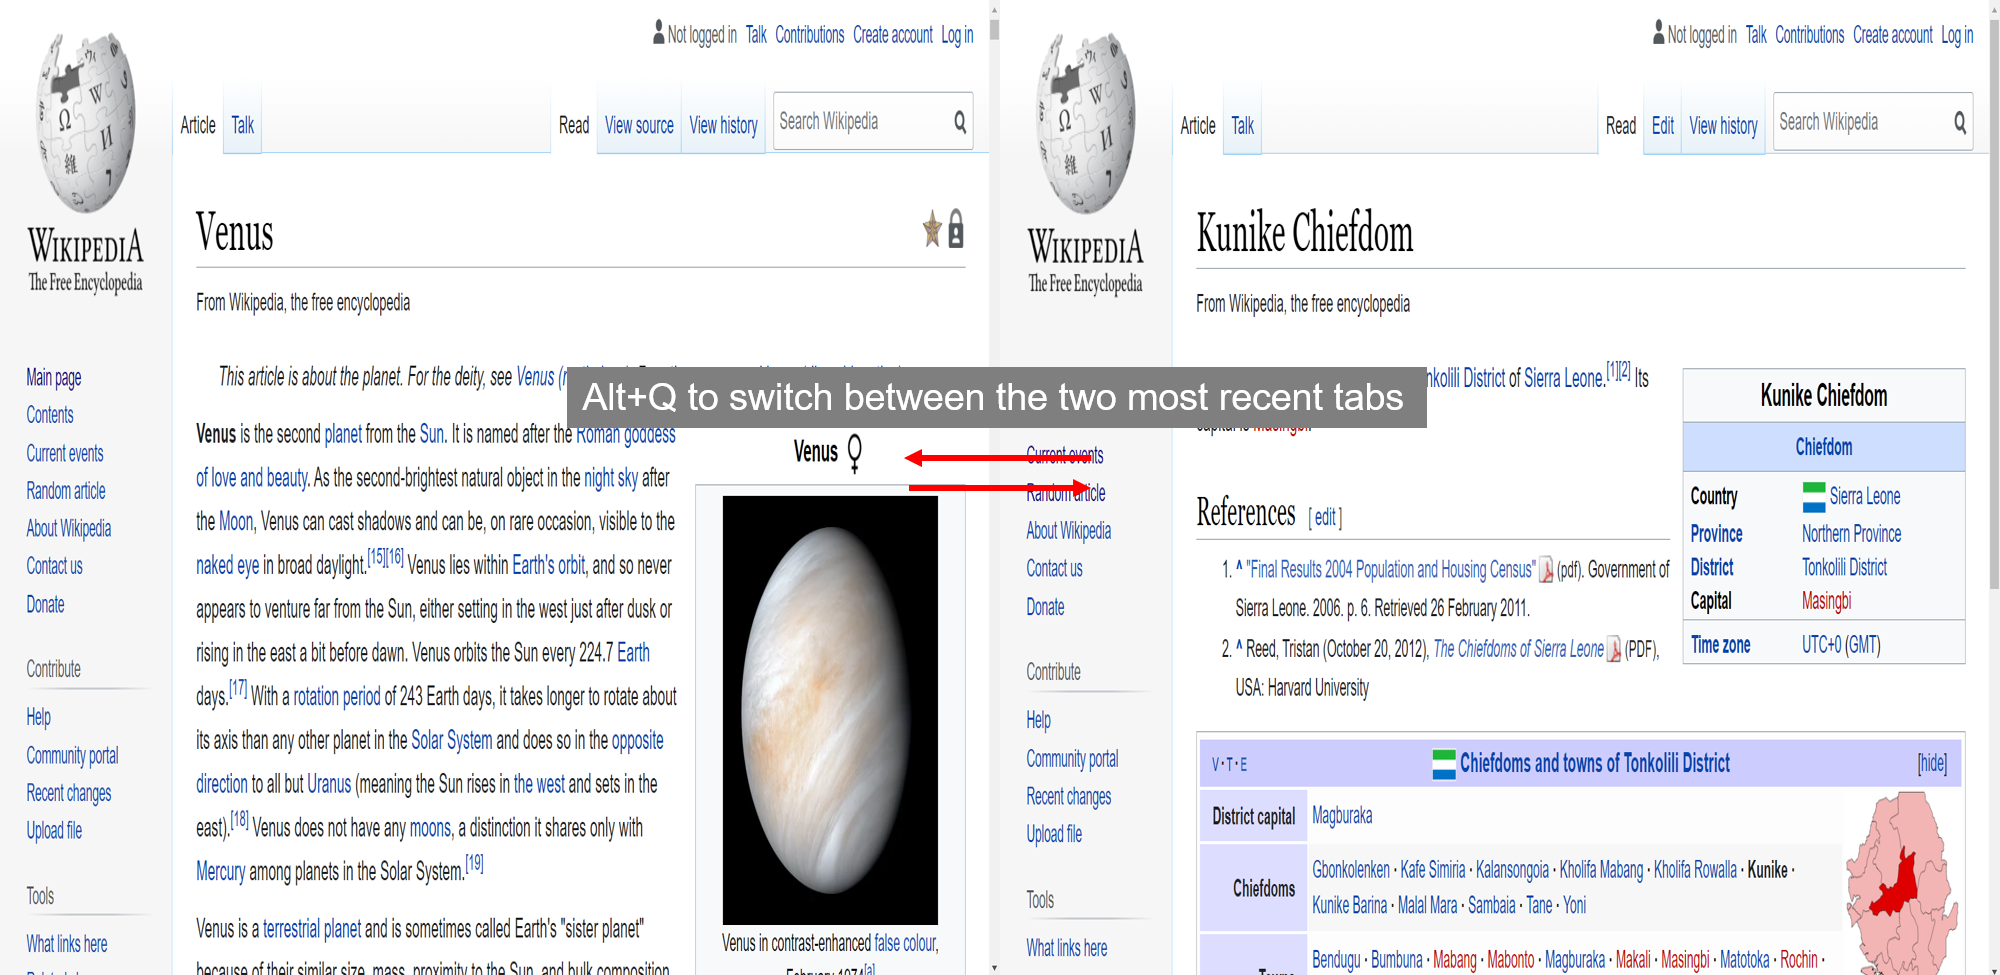 Not logged in Talk Contributions Create account Log in
Article Talk Read View source View history Search Wikipedia
WIKIPEDIA
The Free Encyclopedia
Main page
Contents
Current events
Random article
About Wikipedia
Contact us
Donate
Contribute
Help
Community portal
Recent changes
Upload file
Tools
What links here
Venus
From Wikipedia, the free encyclopedia
This article is about the planet. For the deity, see Venus
Venus is the second planet from the Sun. It is named after the Roman goddess
of love and beauty. As the second-brightest natural object in the night sky after
the Moon, Venus can cast shadows and can be, on rare occasion, visible to the
naked eye in broad daylight.[15][16] Venus lies within Earth's orbit, and so never
appears to venture far from the Sun, either setting in the west just after dusk or
rising in the east a bit before dawn. Venus orbits the Sun every 224.7 Earth
days.[17] With a rotation period of 243 Earth days, it takes longer to rotate about
its axis than any other planet in the Solar System and does so in the opposite
direction to all but Uranus (meaning the Sun rises in the west and sets in the
east).[18] Venus does not have any moons, a distinction it shares only with
Mercury among planets in the Solar System.[19]
Venus is a terrestrial planet and is sometimes called Earth's "sister planet"
because of their similar size, mass, proximity to the Sun, and bulk composition.
Venus ♀
Venus in contrast-enhanced false colour,
February 1974[a]
Alt+Q to switch between the two most recent tabs
Not logged in Talk Contributions Create account Log in
Article Talk Read Edit View history Search Wikipedia
WIKIPEDIA
The Free Encyclopedia
Current events
Random article
About Wikipedia
Contact us
Donate
Contribute
Help
Community portal
Recent changes
Upload file
Tools
What links here
Kunike Chiefdom
From Wikipedia, the free encyclopedia
District of Sierra Leone.[1][2] Its
capital is Masingbi.
References [ edit ]
1. ^ "Final Results 2004 Population and Housing Census" (pdf). Government of
Sierra Leone. 2006. p. 6. Retrieved 26 February 2011.
2. ^ Reed, Tristan (October 20, 2012), The Chiefdoms of Sierra Leone (PDF),
USA: Harvard University
Kunike Chiefdom
Chiefdom
Country Sierra Leone
Province Northern Province
District Tonkolili District
Capital Masingbi
Time zone UTC+0 (GMT)
V · T · E Chiefdoms and towns of Tonkolili District [hide]
District capital Magburaka
Chiefdoms Gbonkolenken · Kafe Simiria · Kalansongoia · Kholifa Mabang · Kholifa Rowalla · Kunike ·
Kunike Barina · Malal Mara · Sambaia · Tane · Yoni
Towns Bendugu · Bumbuna · Mabang · Mabonto · Magburaka · Makali · Masingbi · Matotoka · Rochin ·